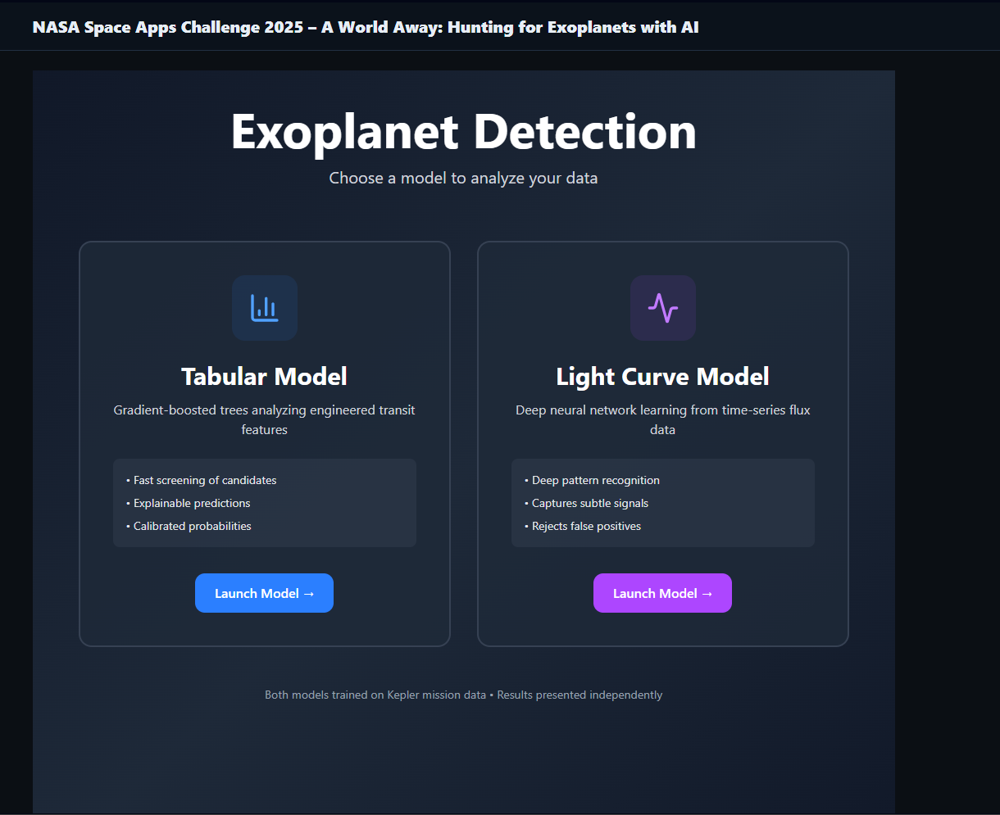 NASA Space Apps Challenge 2025 – A World Away: Hunting for Exoplanets with AI
Exoplanet Detection
Choose a model to analyze your data
Tabular Model
Gradient-boosted trees analyzing engineered transit
features
• Fast screening of candidates
• Explainable predictions
• Calibrated probabilities
Launch Model →
Light Curve Model
Deep neural network learning from time-series flux
data
• Deep pattern recognition
• Captures subtle signals
• Rejects false positives
Launch Model →
Both models trained on Kepler mission data • Results presented independently